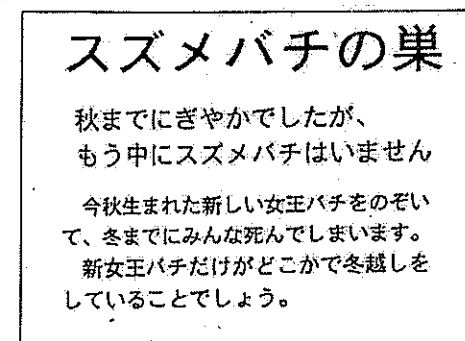 スズメバチの巣
秋までにぎやかでしたが、
もう中にスズメバチはいません
今秋生まれた新しい女王バチをのぞい
て、冬までにみんな死んでしまいます。
新女王バチだけがどこかで冬越しを
していることでしょう。